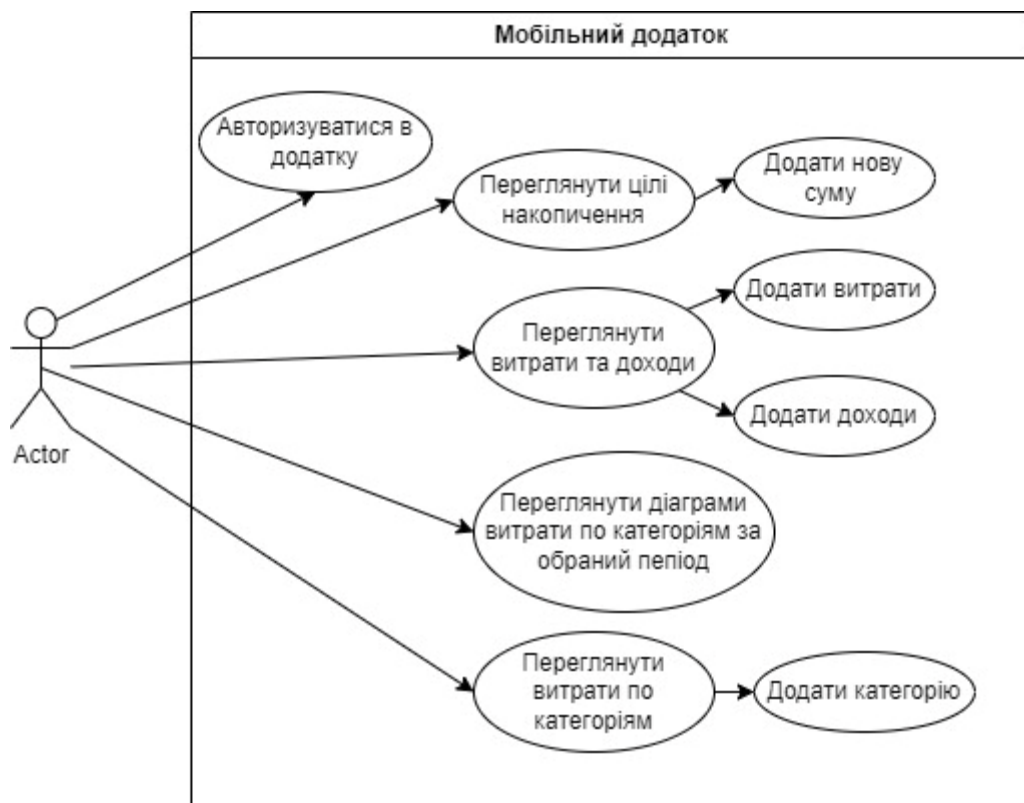 Мобільний додаток
Авторизуватися в
додатку
Переглянути цілі
накопичення
Додати нову
суму
Переглянути
витрати та доходи
Додати витрати
Додати доходи
Actor
Переглянути діаграми
витрати по категоріям за
обраний пепіод
Переглянути
витрати по
категоріям
Додати категорію